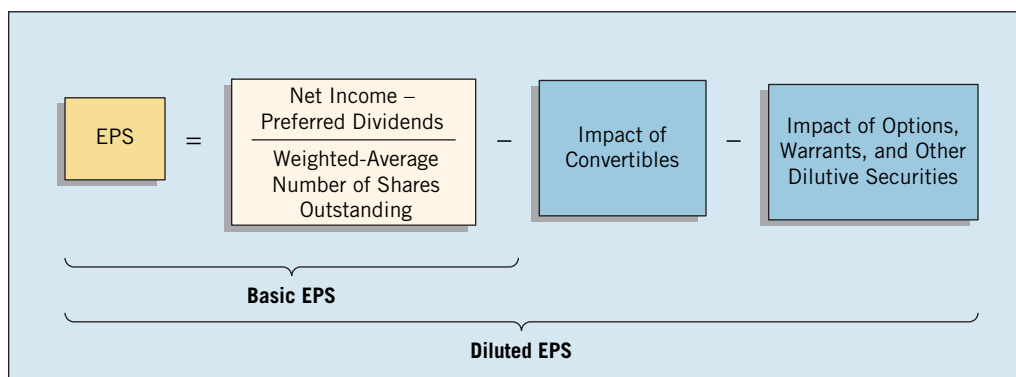 EPS
=
Net Income –
Preferred Dividends
Weighted-Average
Number of Shares
Outstanding
–
Impact of
Convertibles
–
Impact of Options,
Warrants, and Other
Dilutive Securities
Basic EPS
Diluted EPS